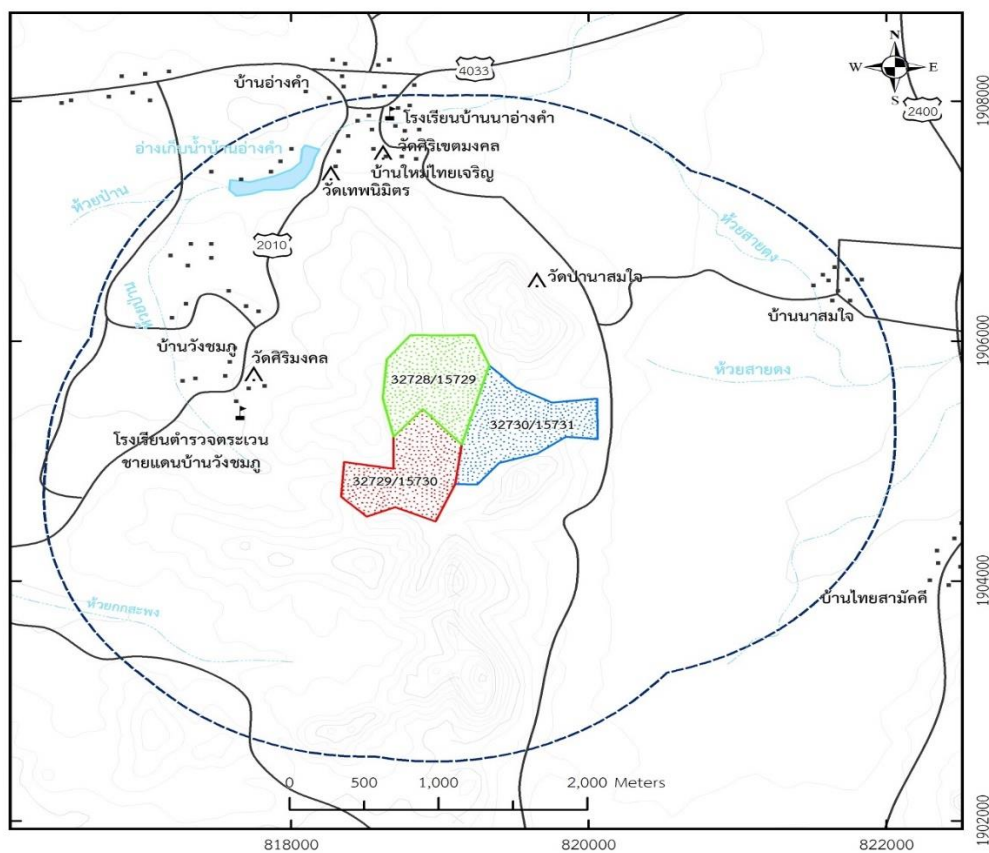 4033
N
W E
S
บ้านอ่างคำ
2400
1908000
โรงเรียนบ้านนาอ่างคำ
อ่างเก็บน้ำบ้านอ่างคำ
วัดศิริเขตมงคล
บ้านใหม่ไทยเจริญ
วัดเทพนิมิตร
ห้วยป่าน
ห้วยสายดง
2010
วัดป่านาสมใจ
ห้วยป่าน
บ้านนาสมใจ
1906000
บ้านวังชมภู
วัดศิริมงคล
ห้วยสายดง
32728/15729
32730/15731
โรงเรียนตำรวจตระเวน
ชายแดนบ้านวังชมภู
32729/15730
1904000
บ้านไทยสามัคคี
ห้วยกกสะพง
0 500 1,000 2,000 Meters
1902000
818000 820000 822000